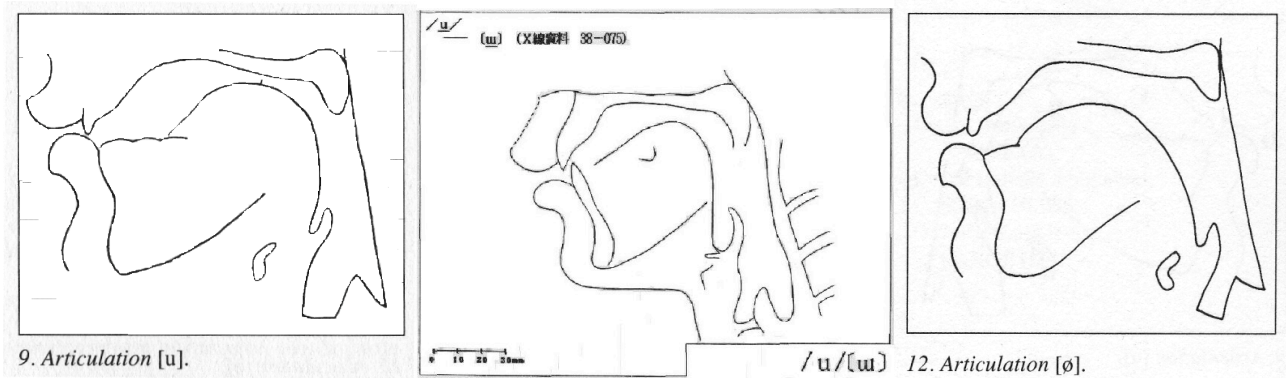 /u/
[ɯ] (X線資料 38-075)
0 10 20 30mm
/u/[ɯ]
9. Articulation [u].
12. Articulation [ø].